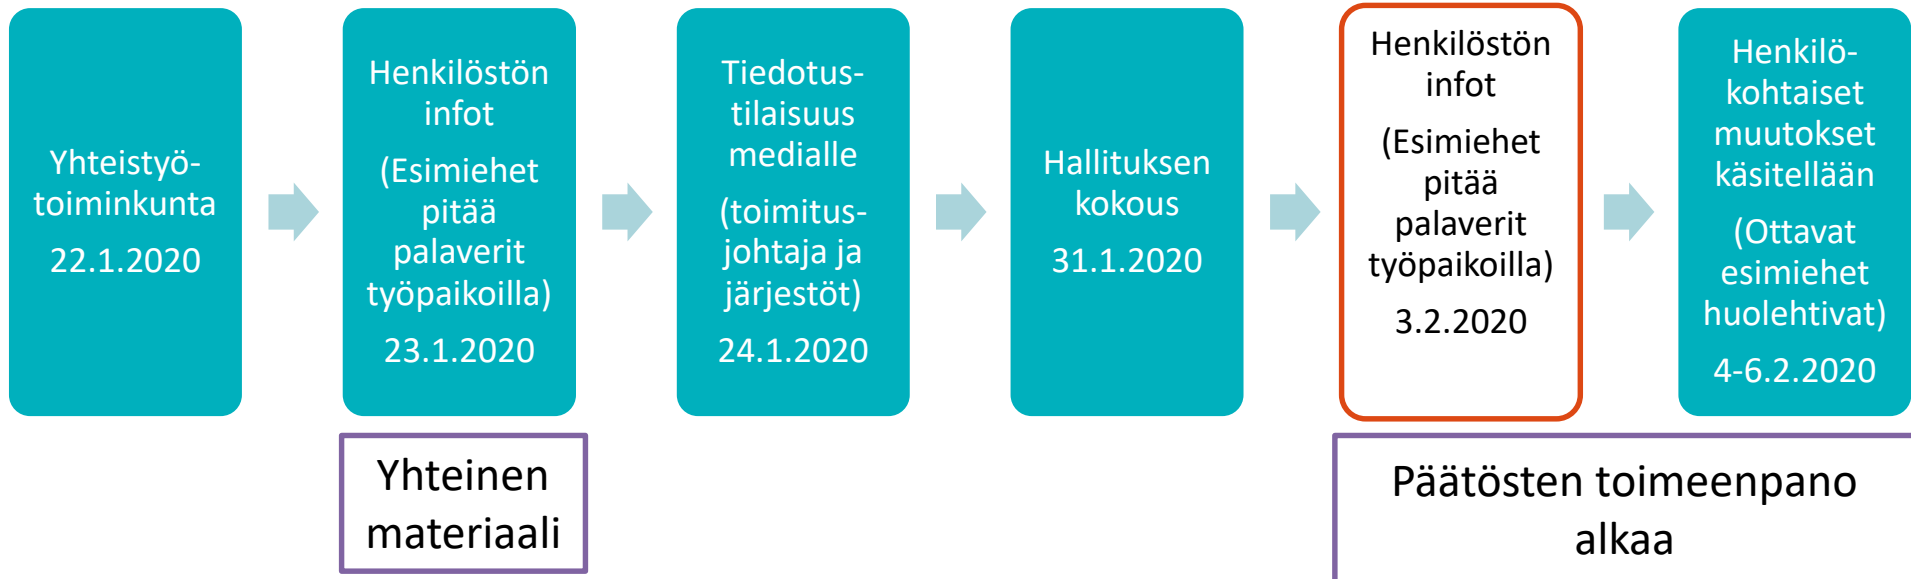 Yhteistyö-
toiminkunta
22.1.2020
Henkilöstön
infot
(Esimiehet
pitää
palaverit
työpaikoilla)
23.1.2020
Tiedotus-
tilaisuus
medialle
(toimitus-
johtaja ja
järjestöt)
24.1.2020
Hallituksen
kokous
31.1.2020
Henkilöstön
infot
(Esimiehet
pitää
palaverit
työpaikoilla)
3.2.2020
Henkilö-
kohtaiset
muutokset
käsitellään
(Ottavat
esimiehet
huolehtivat)
4-6.2.2020
Yhteinen
materiaali
Päätösten toimeenpano
alkaa